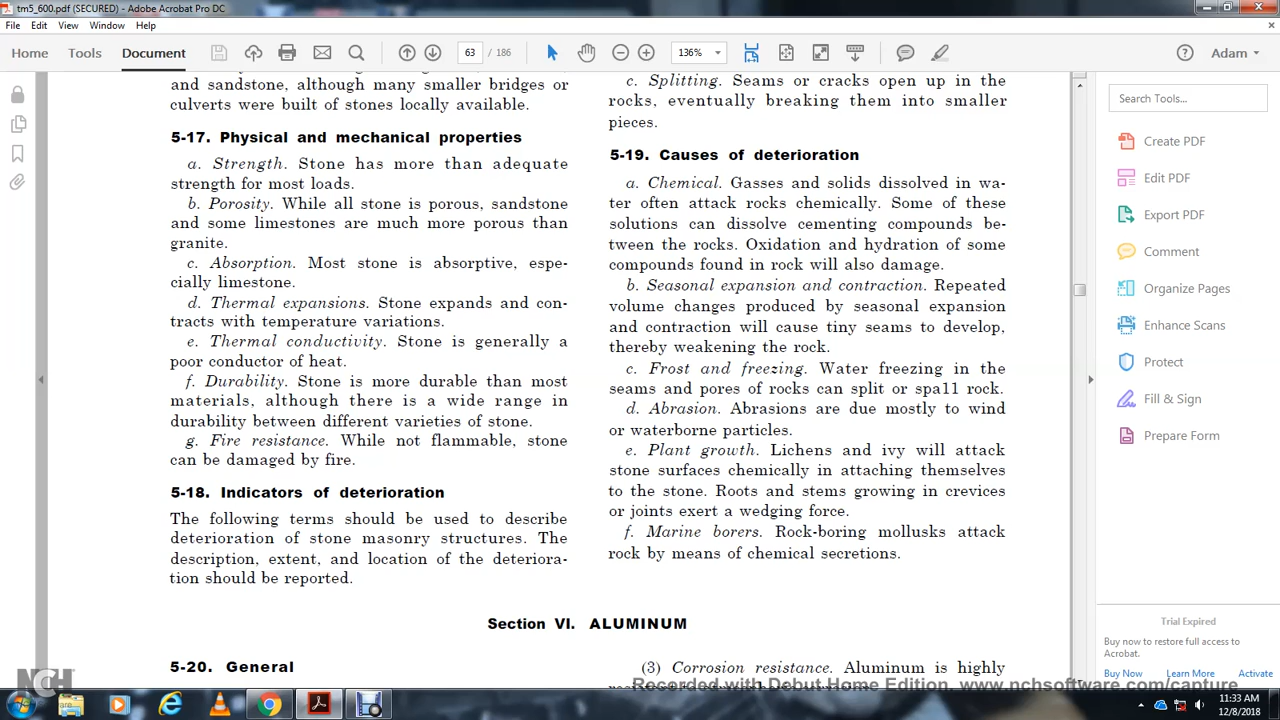 tm5_600.pdf (SECURED) - Adobe Acrobat Pro DC
File Edit View Window Help
Home Tools Document 63 / 186 136% Adam
and sandstone, although many smaller bridges or
culverts were built of stones locally available.
5-17. Physical and mechanical properties
a. Strength. Stone has more than adequate
strength for most loads.
b. Porosity. While all stone is porous, sandstone
and some limestones are much more porous than
granite.
c. Absorption. Most stone is absorptive, espe-
cially limestone.
d. Thermal expansions. Stone expands and con-
tracts with temperature variations.
e. Thermal conductivity. Stone is generally a
poor conductor of heat.
f. Durability. Stone is more durable than most
materials, although there is a wide range in
durability between different varieties of stone.
g. Fire resistance. While not flammable, stone
can be damaged by fire.
5-18. Indicators of deterioration
The following terms should be used to describe
deterioration of stone masonry structures. The
description, extent, and location of the deteriora-
tion should be reported.
c. Splitting. Seams or cracks open up in the
rocks, eventually breaking them into smaller
pieces.
5-19. Causes of deterioration
a. Chemical. Gasses and solids dissolved in wa-
ter often attack rocks chemically. Some of these
solutions can dissolve cementing compounds be-
tween the rocks. Oxidation and hydration of some
compounds found in rock will also damage.
b. Seasonal expansion and contraction. Repeated
volume changes produced by seasonal expansion
and contraction will cause tiny seams to develop,
thereby weakening the rock.
c. Frost and freezing. Water freezing in the
seams and pores of rocks can split or spa11 rock.
d. Abrasion. Abrasions are due mostly to wind
or waterborne particles.
e. Plant growth. Lichens and ivy will attack
stone surfaces chemically in attaching themselves
to the stone. Roots and stems growing in crevices
or joints exert a wedging force.
f. Marine borers. Rock-boring mollusks attack
rock by means of chemical secretions.
Section VI. ALUMINUM
5-20. General
(3) Corrosion resistance. Aluminum is highly
Search Tools...
Create PDF
Edit PDF
Export PDF
Comment
Organize Pages
Enhance Scans
Protect
Fill & Sign
Prepare Form
Trial Expired
Buy now to restore full access to
Acrobat.
Buy Now Learn More Activate
NCH
Recorded with Debut Home Edition. www.nchsoftware.com/capture
11:33 AM
12/8/2018